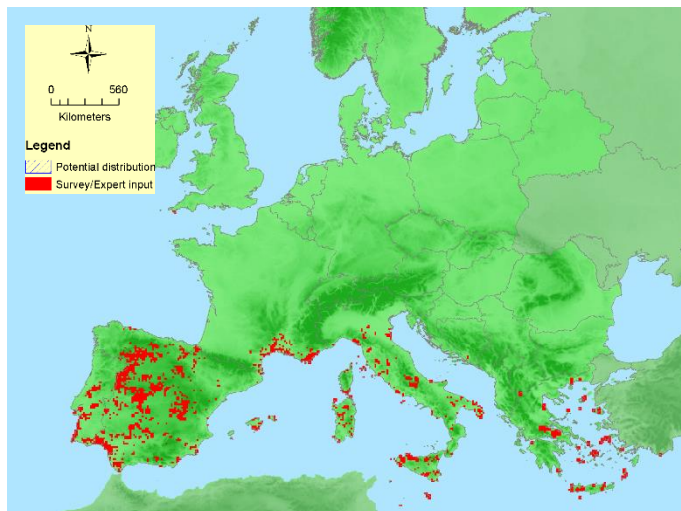 N
0 560
Kilometers
Legend
Potential distribution
Survey/Expert input